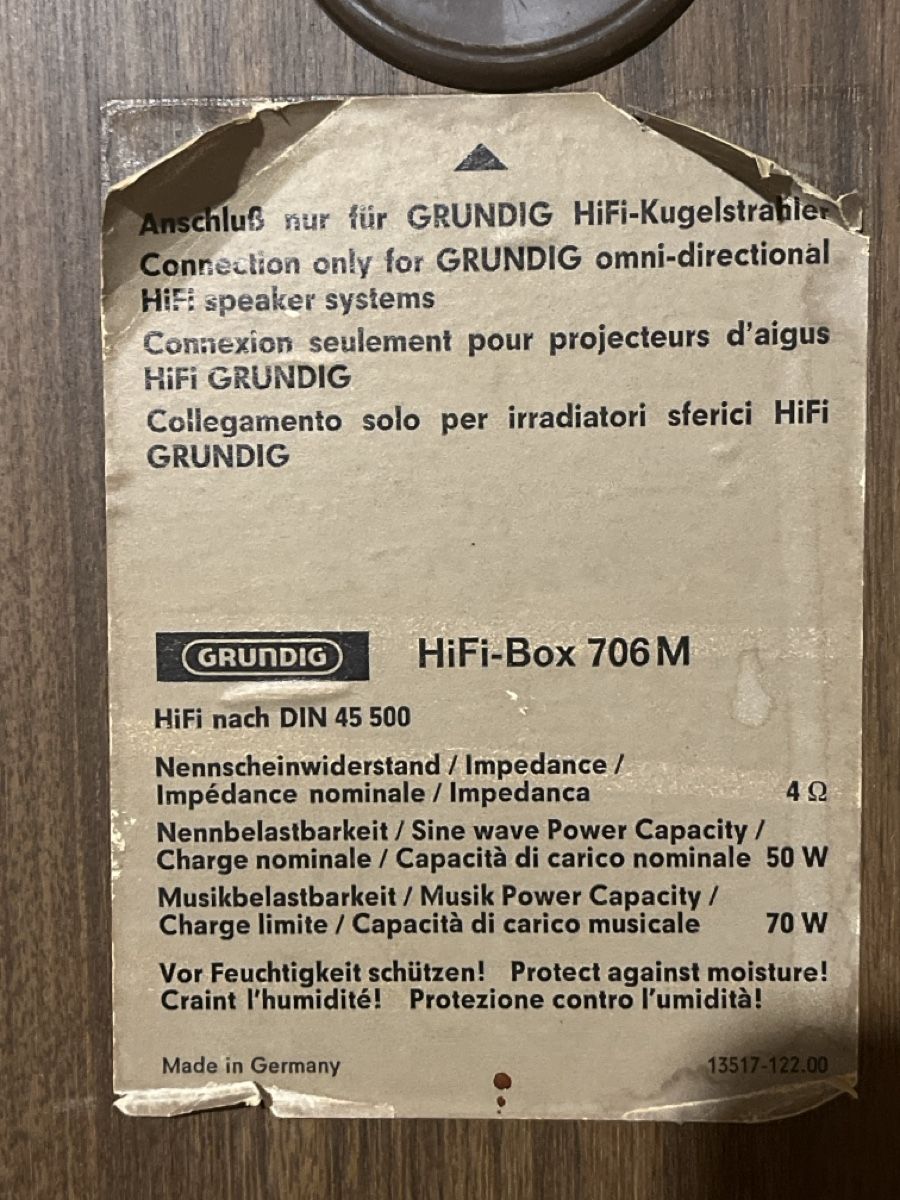 Anschluß nur für GRUNDIG HiFi-Kugelstrahler
Connection only for GRUNDIG omni-directional
HiFi speaker systems
Connexion seulement pour projecteurs d'aigus
HiFi GRUNDIG
Collegamento solo per irradiatori sferici HiFi
GRUNDIG
GRUNDIG HiFi-Box 706 M
HiFi nach DIN 45 500
Nennscheinwiderstand / Impedance /
Impédance nominale / Impedanca 4 Ω
Nennbelastbarkeit / Sine wave Power Capacity /
Charge nominale / Capacità di carico nominale 50 W
Musikbelastbarkeit / Musik Power Capacity /
Charge limite / Capacità di carico musicale 70 W
Vor Feuchtigkeit schützen! Protect against moisture!
Craint l'humidité! Protezione contro l'umidità!
Made in Germany 13517-122.00